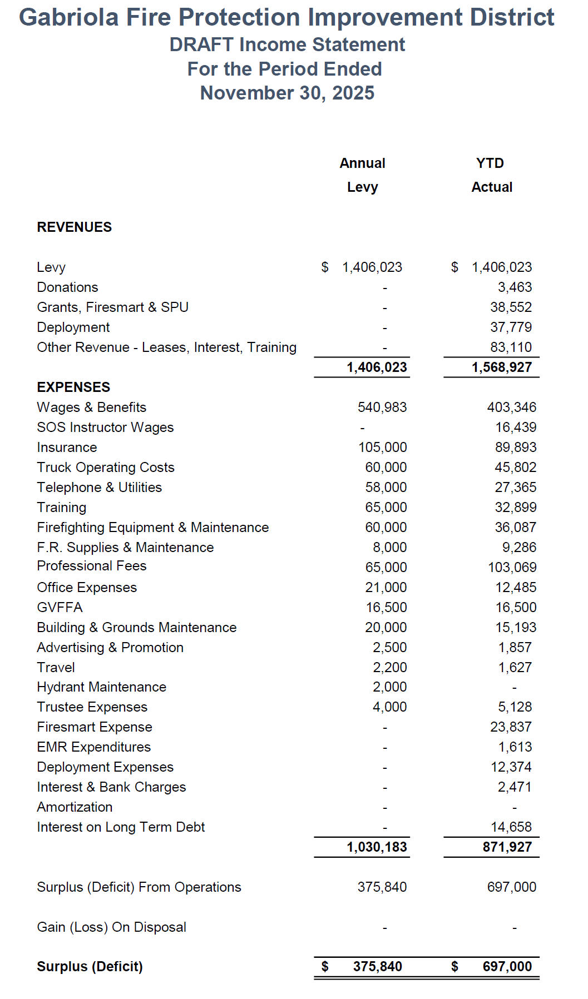 Gabriola Fire Protection Improvement District
DRAFT Income Statement
For the Period Ended
November 30, 2025
Annual YTD
Levy Actual
REVENUES
Levy $ 1,406,023 $ 1,406,023
Donations - 3,463
Grants, Firesmart & SPU - 38,552
Deployment - 37,779
Other Revenue - Leases, Interest, Training - 83,110
1,406,023 1,568,927
EXPENSES
Wages & Benefits 540,983 403,346
SOS Instructor Wages - 16,439
Insurance 105,000 89,893
Truck Operating Costs 60,000 45,802
Telephone & Utilities 58,000 27,365
Training 65,000 32,899
Firefighting Equipment & Maintenance 60,000 36,087
F.R. Supplies & Maintenance 8,000 9,286
Professional Fees 65,000 103,069
Office Expenses 21,000 12,485
GVFFA 16,500 16,500
Building & Grounds Maintenance 20,000 15,193
Advertising & Promotion 2,500 1,857
Travel 2,200 1,627
Hydrant Maintenance 2,000 -
Trustee Expenses 4,000 5,128
Firesmart Expense - 23,837
EMR Expenditures - 1,613
Deployment Expenses - 12,374
Interest & Bank Charges - 2,471
Amortization - -
Interest on Long Term Debt - 14,658
1,030,183 871,927
Surplus (Deficit) From Operations 375,840 697,000
Gain (Loss) On Disposal - -
Surplus (Deficit) $ 375,840 $ 697,000